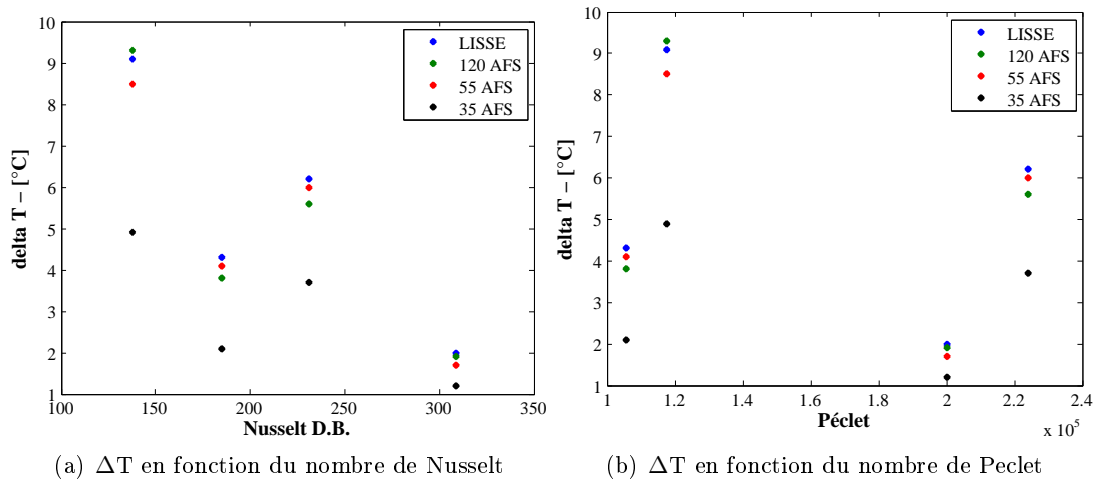 10
9
8
7
6
5
4
3
2
1
100
150
200
250
300
350
delta T – [°C]
Nusselt D.B.
LISSE
120 AFS
55 AFS
35 AFS
(a) ΔT en fonction du nombre de Nusselt
10
9
8
7
6
5
4
3
2
1
1
1.2
1.4
1.6
1.8
2
2.2
2.4
x 10⁵
delta T – [°C]
Péclet
LISSE
120 AFS
55 AFS
35 AFS
(b) ΔT en fonction du nombre de Peclet